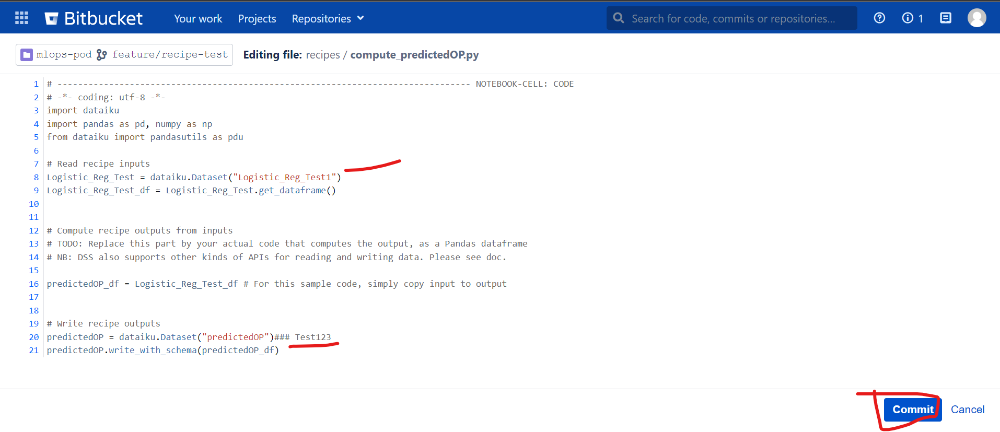 Bitbucket Your work Projects Repositories Search for code, commits or repositories... 1
mlops-pod feature/recipe-test Editing file: recipes / compute_predictedOP.py
1 # -------------------------------------------------------------------------------- NOTEBOOK-CELL: CODE
2 # -*- coding: utf-8 -*-
3 import dataiku
4 import pandas as pd, numpy as np
5 from dataiku import pandasutils as pdu
6
7 # Read recipe inputs
8 Logistic_Reg_Test = dataiku.Dataset("Logistic_Reg_Test1")
9 Logistic_Reg_Test_df = Logistic_Reg_Test.get_dataframe()
10
11
12 # Compute recipe outputs from inputs
13 # TODO: Replace this part by your actual code that computes the output, as a Pandas dataframe
14 # NB: DSS also supports other kinds of APIs for reading and writing data. Please see doc.
15
16 predictedOP_df = Logistic_Reg_Test_df # For this sample code, simply copy input to output
17
18
19 # Write recipe outputs
20 predictedOP = dataiku.Dataset("predictedOP")### Test123
21 predictedOP.write_with_schema(predictedOP_df)
Commit Cancel